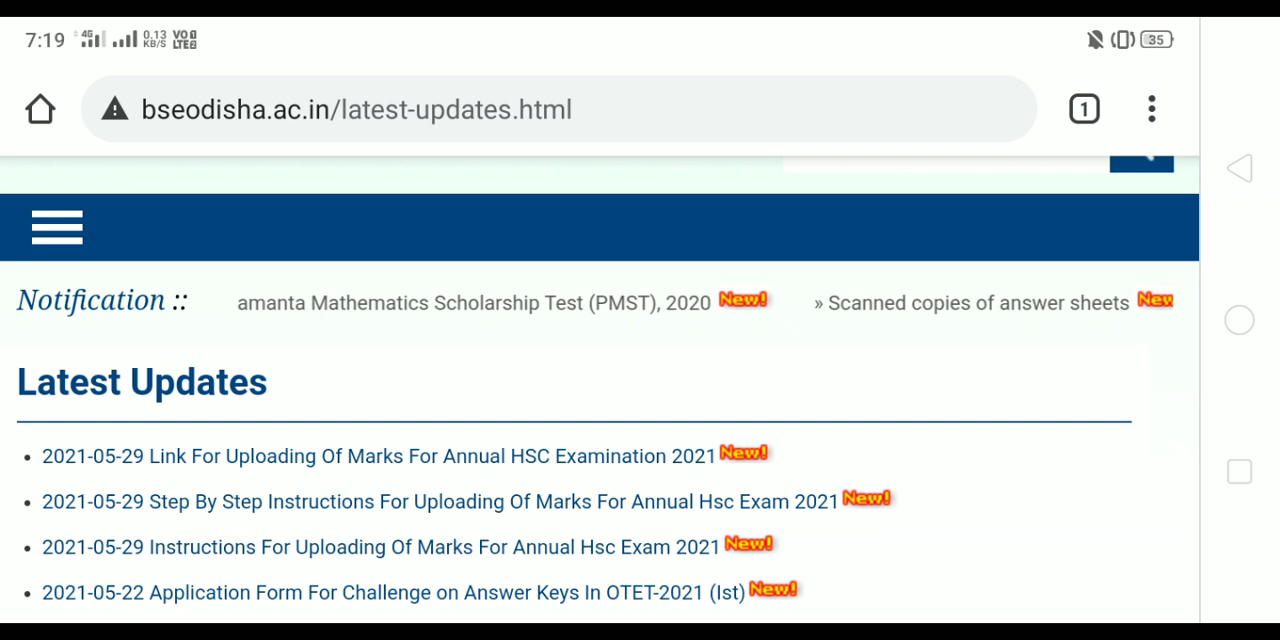 7:19 4G 0.13 KB/S VO LTE 35
bseodisha.ac.in/latest-updates.html 1
Notification :: amanta Mathematics Scholarship Test (PMST), 2020 New! » Scanned copies of answer sheets New
Latest Updates
• 2021-05-29 Link For Uploading Of Marks For Annual HSC Examination 2021 New!
• 2021-05-29 Step By Step Instructions For Uploading Of Marks For Annual Hsc Exam 2021 New!
• 2021-05-29 Instructions For Uploading Of Marks For Annual Hsc Exam 2021 New!
• 2021-05-22 Application Form For Challenge on Answer Keys In OTET-2021 (Ist) New!